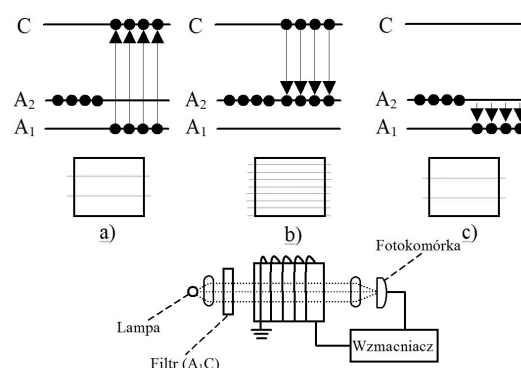 C
C
C
A₂
A₂
A₂
A₁
A₁
A₁
a)
b)
c)
Fotokomórka
Lampa
Filtr (A₁C)
Wzmacniacz